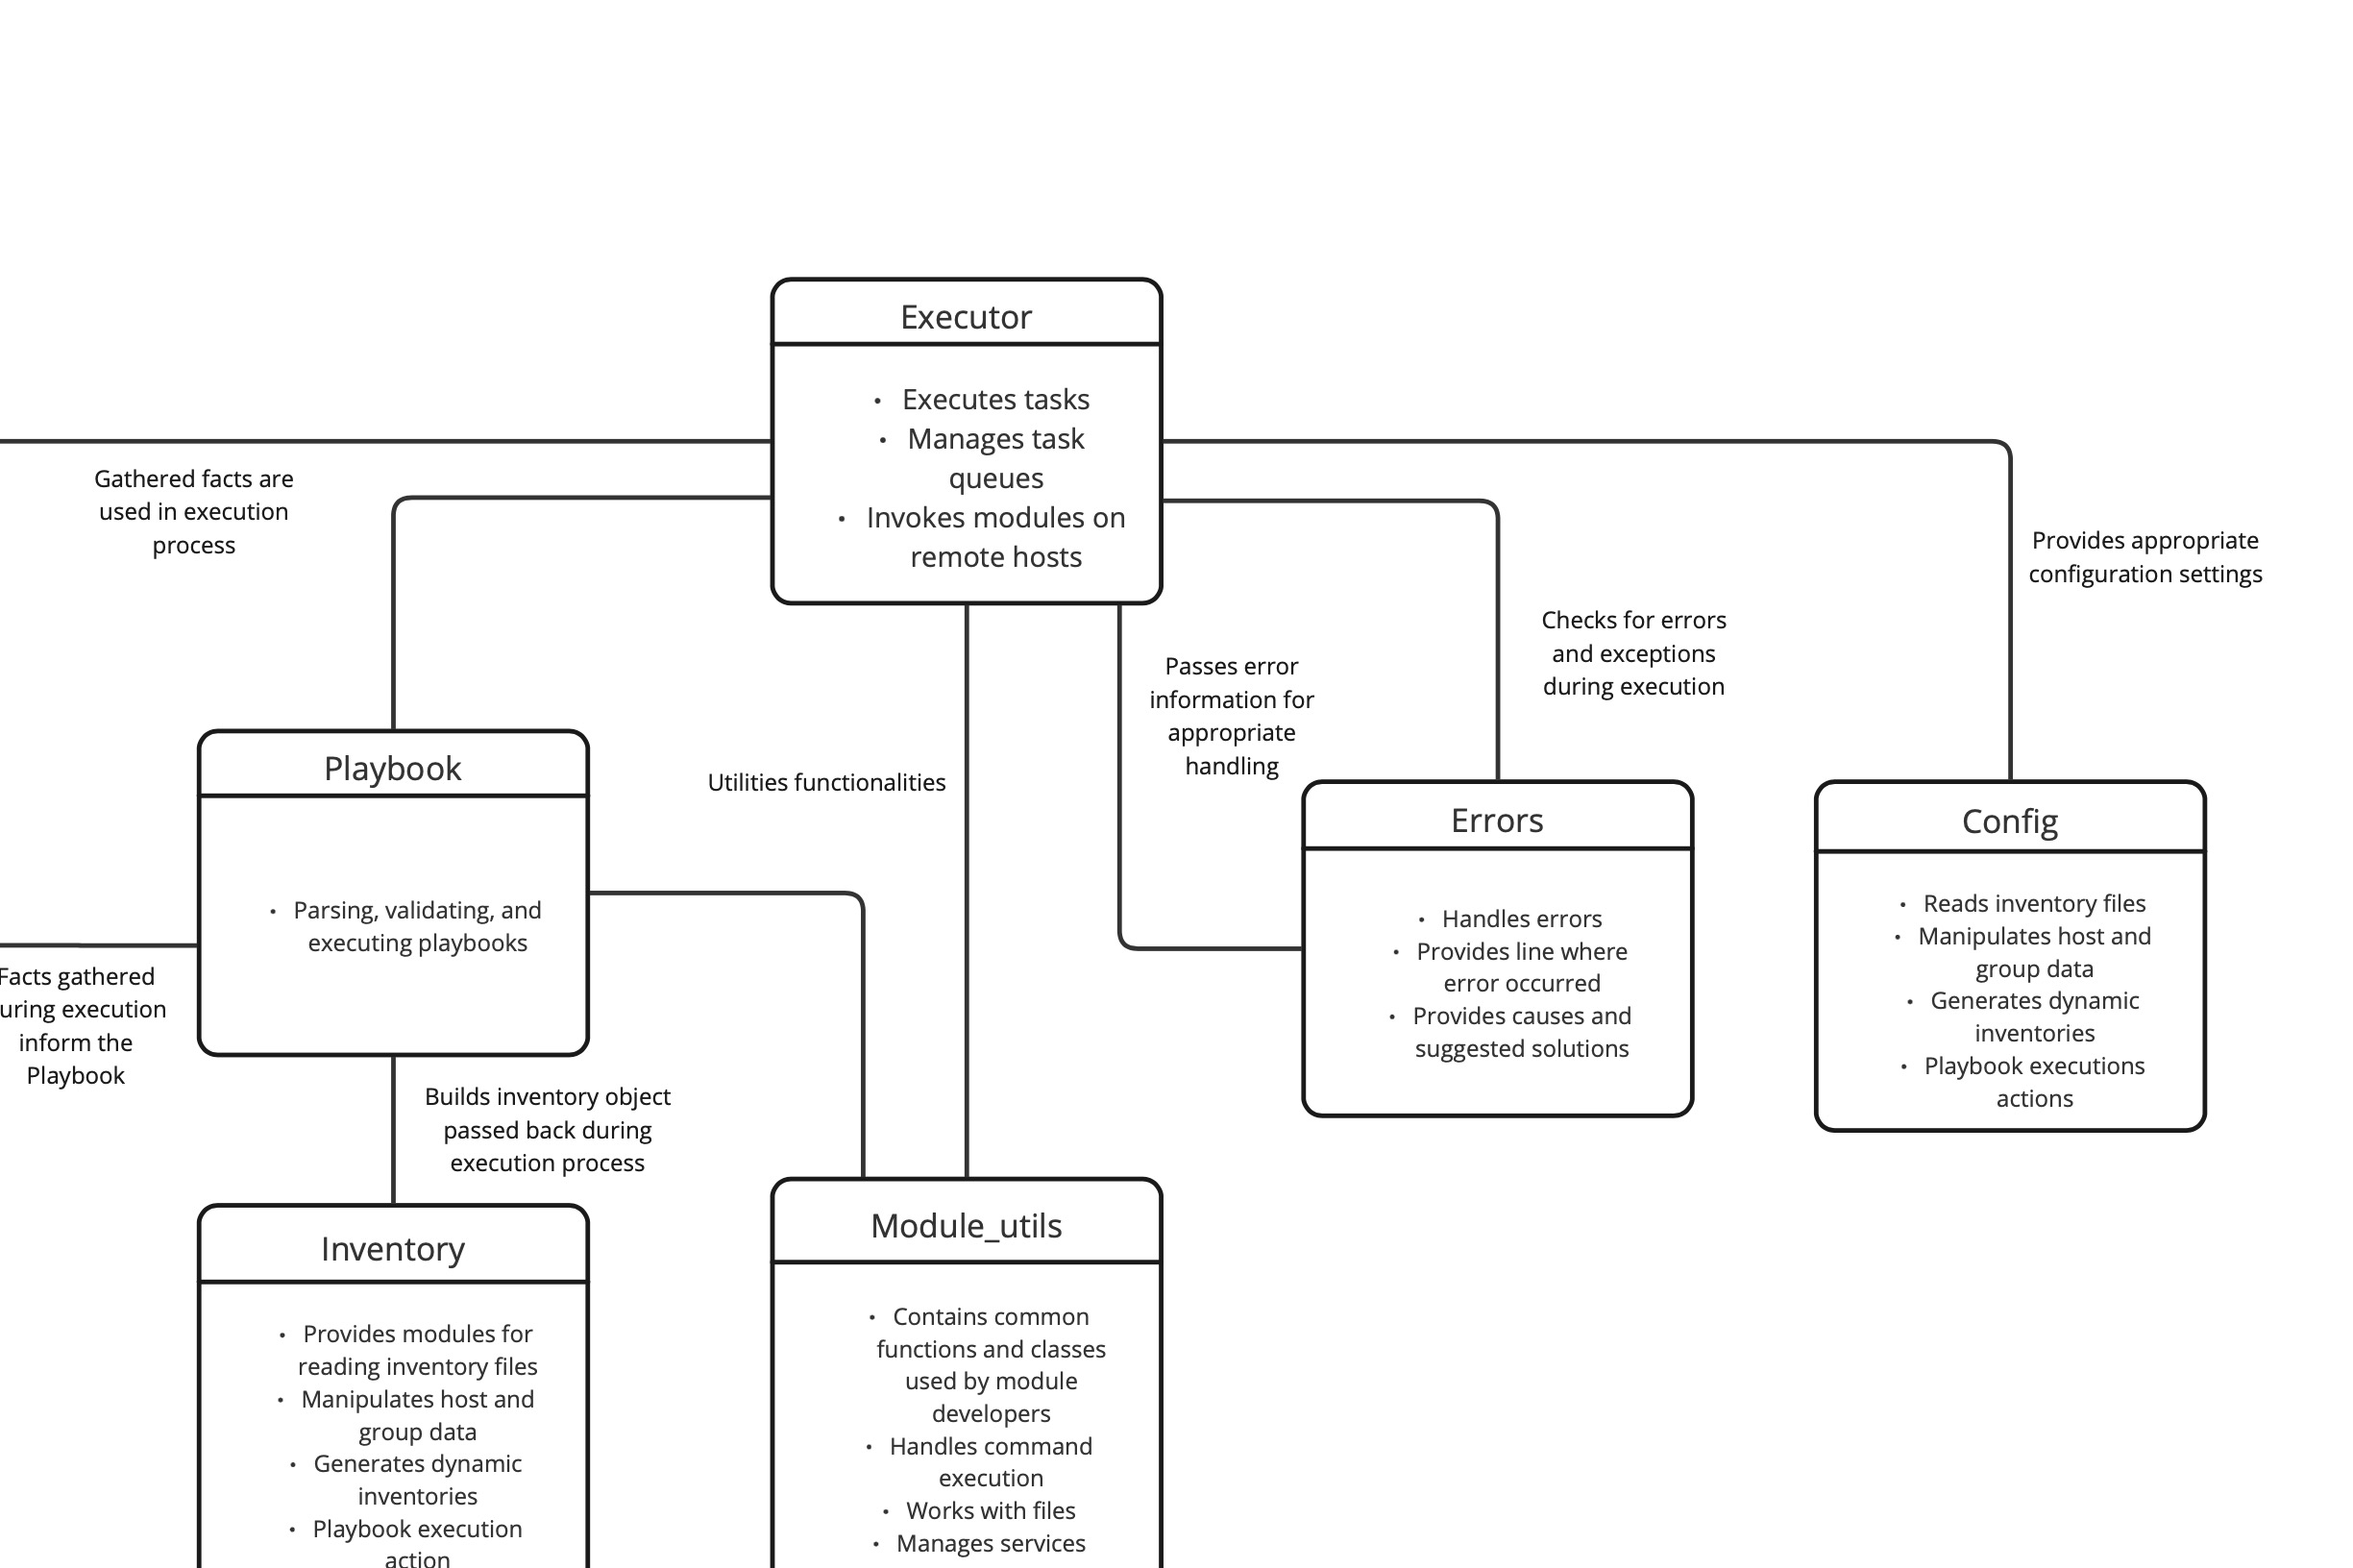 Executor
• Executes tasks
• Manages task
queues
• Invokes modules on
remote hosts
Gathered facts are
used in execution
process
Provides appropriate
configuration settings
Checks for errors
and exceptions
during execution
Passes error
information for
appropriate
handling
Utilities functionalities
Playbook
• Parsing, validating, and
executing playbooks
Errors
• Handles errors
• Provides line where
error occurred
• Provides causes and
suggested solutions
Config
• Reads inventory files
• Manipulates host and
group data
• Generates dynamic
inventories
• Playbook executions
actions
Facts gathered
uring execution
inform the
Playbook
Builds inventory object
passed back during
execution process
Inventory
• Provides modules for
reading inventory files
• Manipulates host and
group data
• Generates dynamic
inventories
• Playbook execution
action
Module_utils
• Contains common
functions and classes
used by module
developers
• Handles command
execution
• Works with files
• Manages services